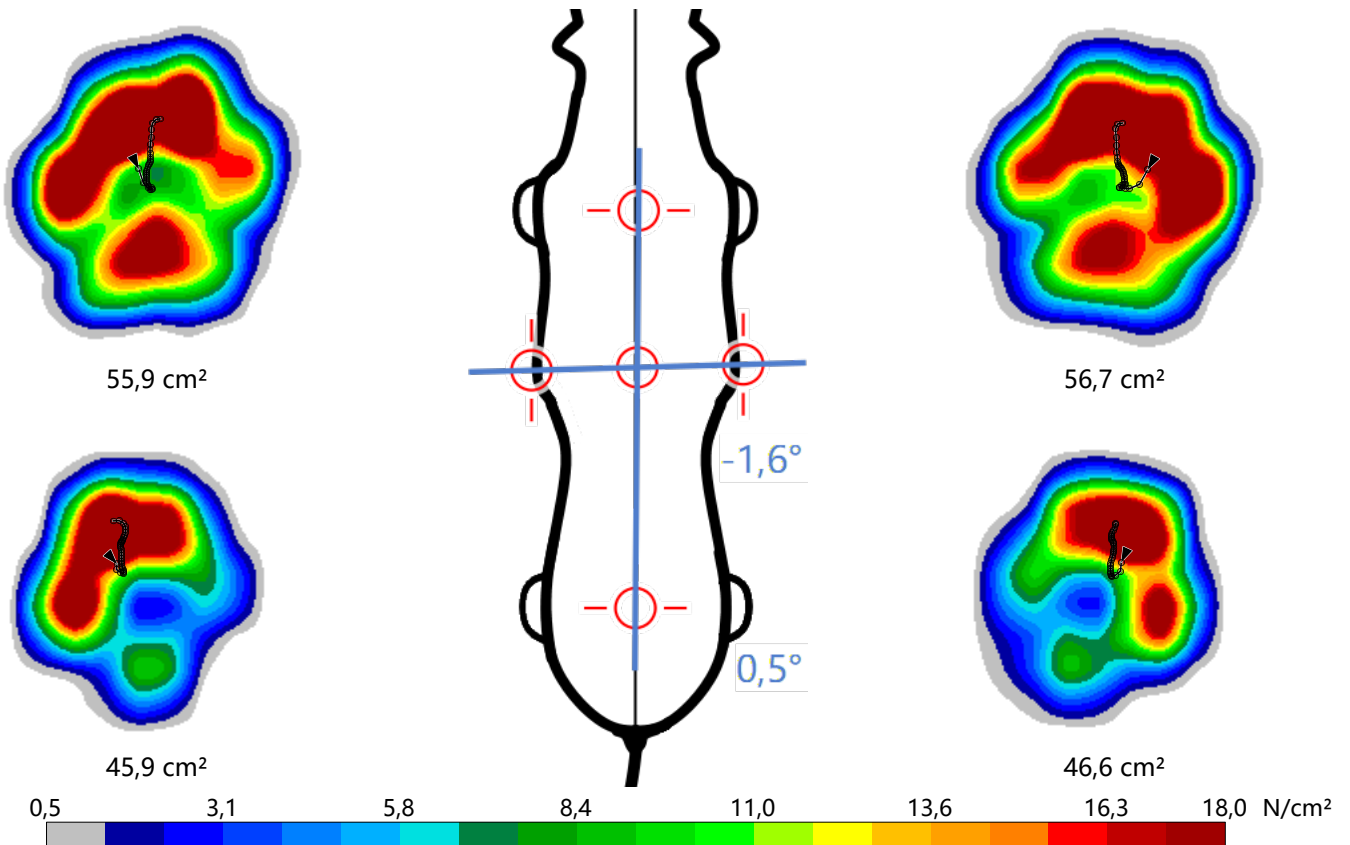 55,9 cm²
56,7 cm²
-1,6°
0,5°
45,9 cm²
46,6 cm²
0,5 3,1 5,8 8,4 11,0 13,6 16,3 18,0 N/cm²